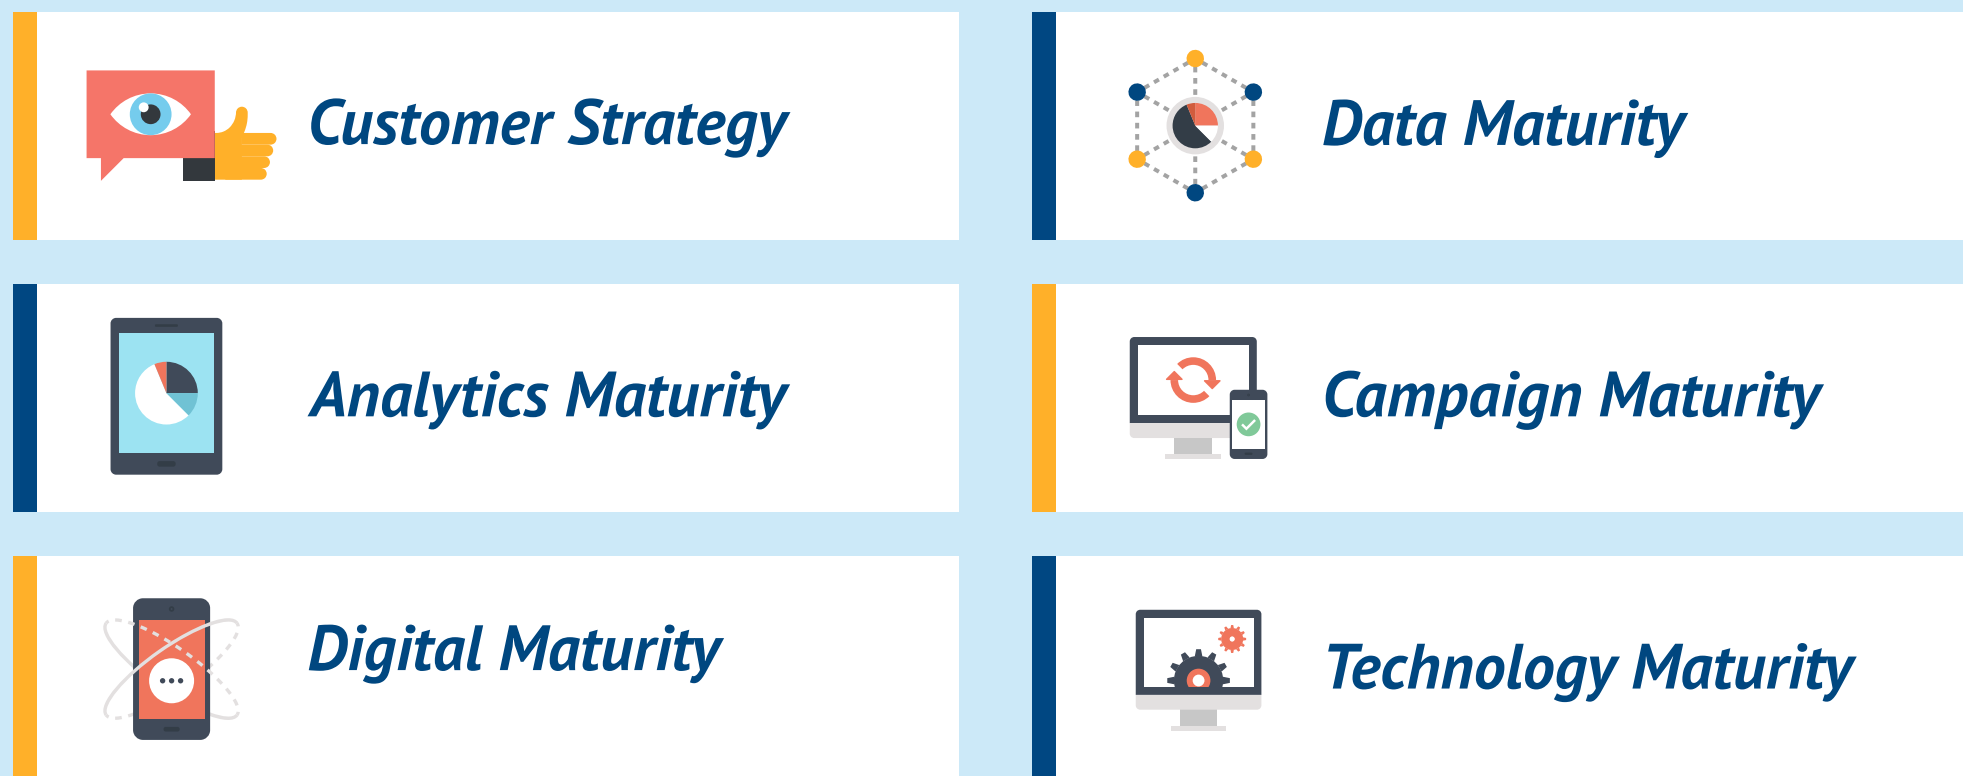 Customer Strategy
Data Maturity
Analytics Maturity
Campaign Maturity
Digital Maturity
Technology Maturity